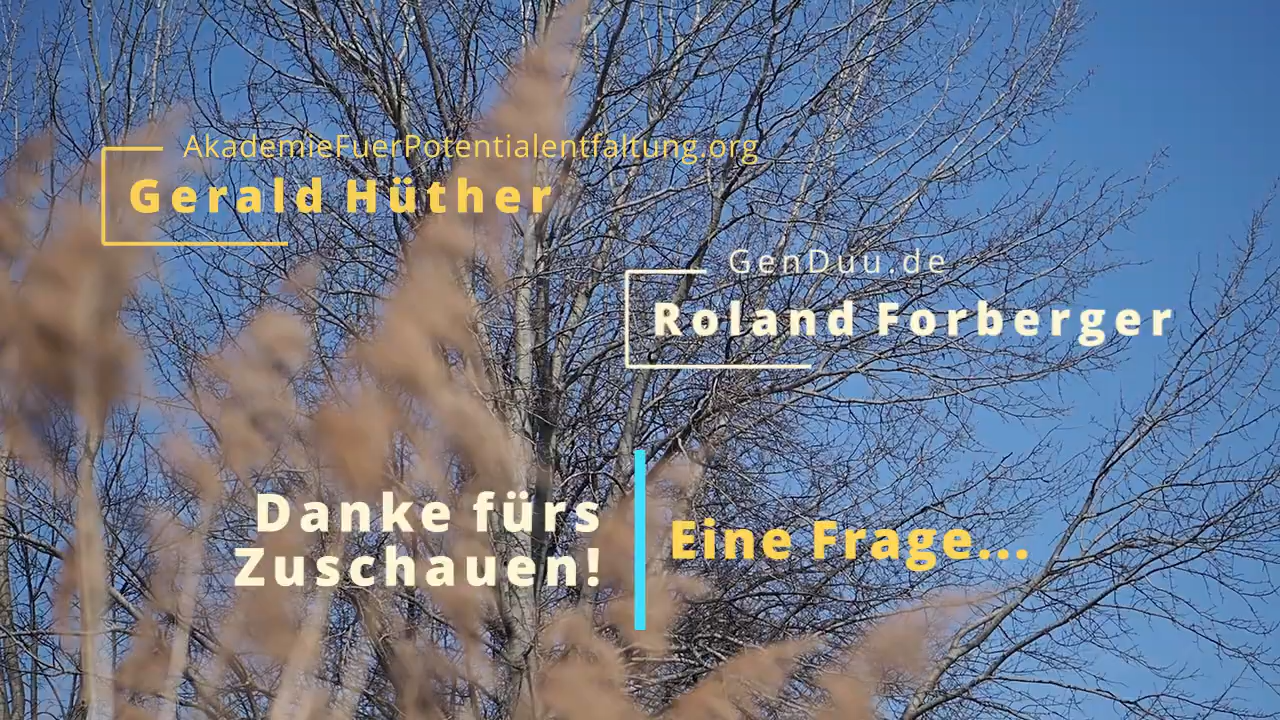 AkademieFuerPotentialentfaltung.org
Gerald Hüther
GenDuu.de
Roland Forberger
Danke fürs
Zuschauen!
Eine Frage...